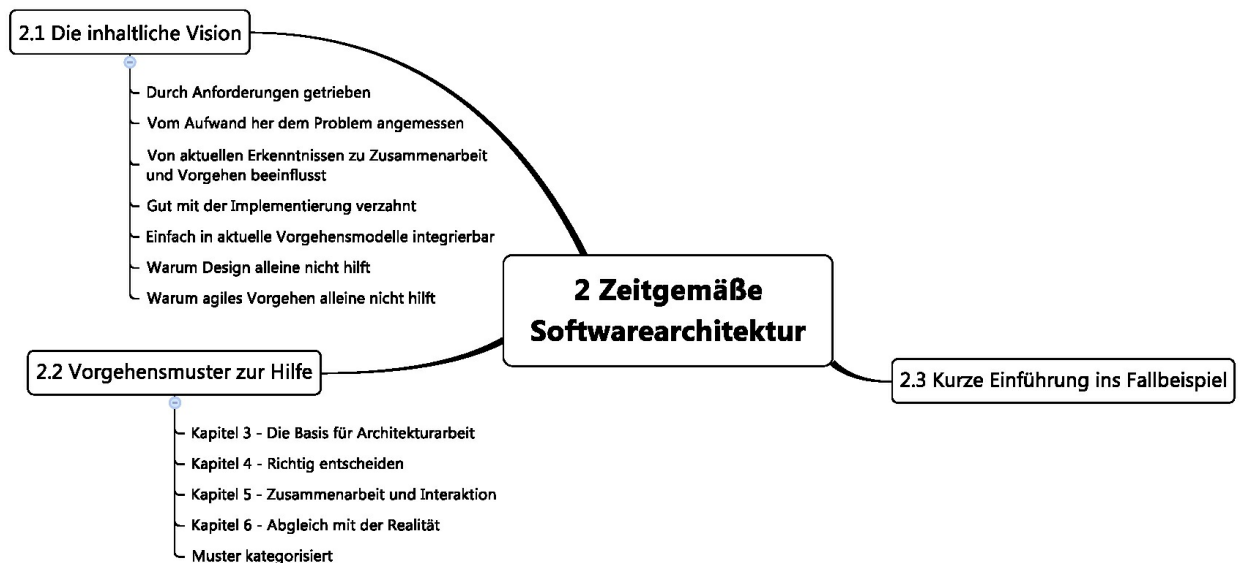 2.1 Die inhaltliche Vision
Durch Anforderungen getrieben
Vom Aufwand her dem Problem angemessen
Von aktuellen Erkenntnissen zu Zusammenarbeit
und Vorgehen beeinflusst
Gut mit der Implementierung verzahnt
Einfach in aktuelle Vorgehensmodelle integrierbar
Warum Design alleine nicht hilft
Warum agiles Vorgehen alleine nicht hilft
2 Zeitgemäße
Softwarearchitektur
2.2 Vorgehensmuster zur Hilfe
Kapitel 3 - Die Basis für Architekturarbeit
Kapitel 4 - Richtig entscheiden
Kapitel 5 - Zusammenarbeit und Interaktion
Kapitel 6 - Abgleich mit der Realität
Muster kategorisiert
2.3 Kurze Einführung ins Fallbeispiel